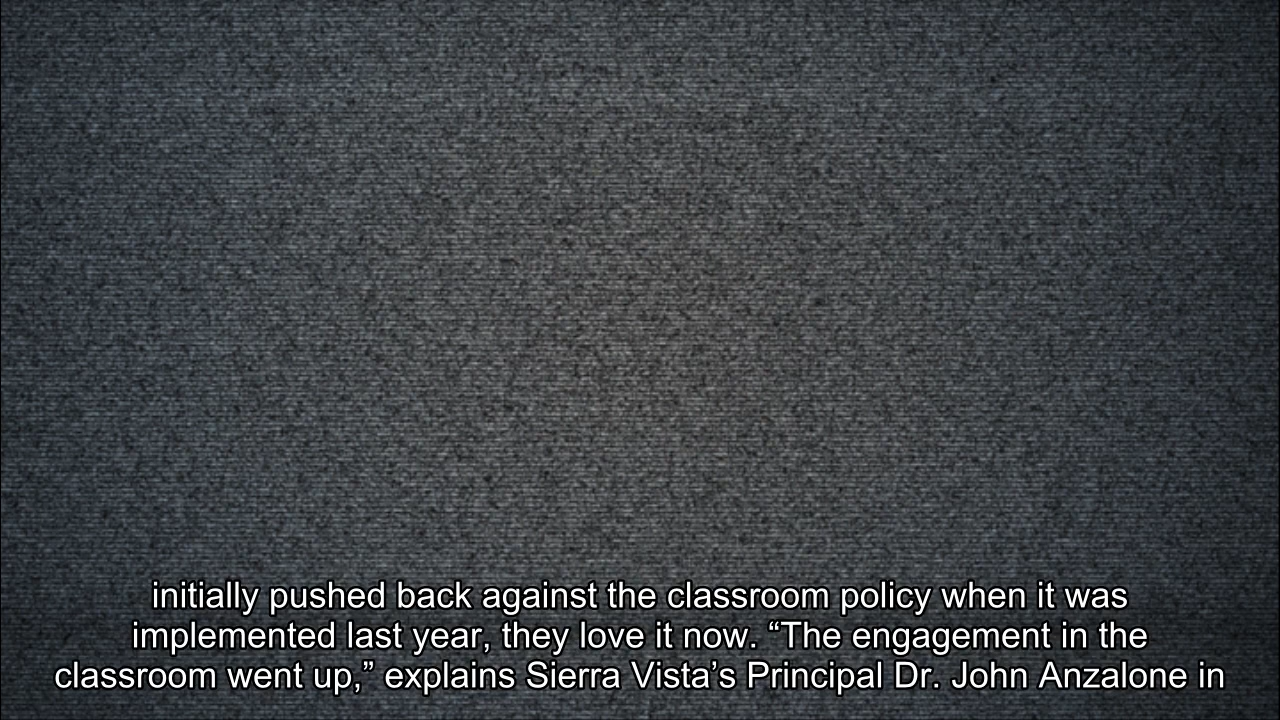 initially pushed back against the classroom policy when it was
implemented last year, they love it now. “The engagement in the
classroom went up,” explains Sierra Vista’s Principal Dr. John Anzalone in